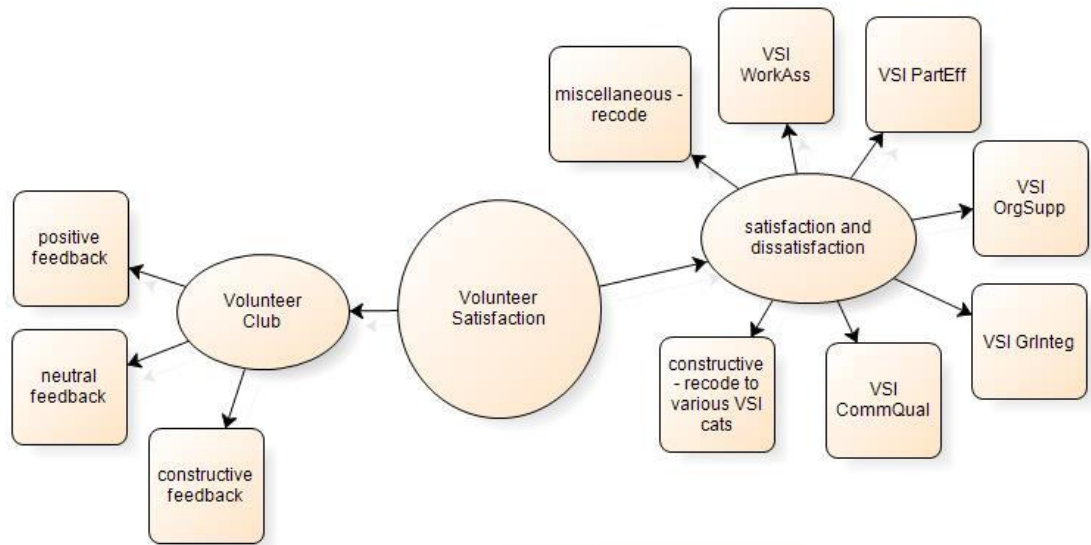 VSI
WorkAss
VSI PartEff
miscellaneous -
recode
VSI
OrgSupp
satisfaction and
dissatisfaction
positive
feedback
Volunteer
Club
Volunteer
Satisfaction
VSI GrInteg
neutral
feedback
constructive
- recode to
various VSI
cats
VSI
CommQual
constructive
feedback